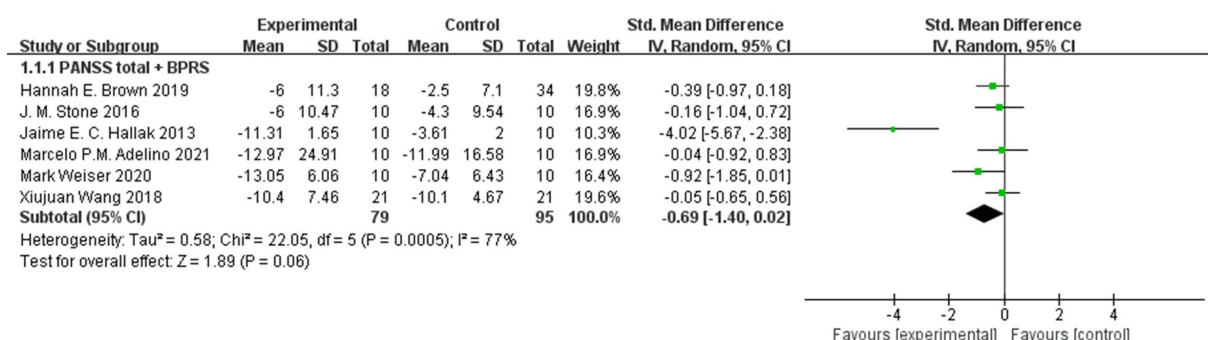 Experimental Control Std. Mean Difference Std. Mean Difference
Study or Subgroup Mean SD Total Mean SD Total Weight IV, Random, 95% CI IV, Random, 95% CI
1.1.1 PANSS total + BPRS
Hannah E. Brown 2019 -6 11.3 18 -2.5 7.1 34 19.8% -0.39 [-0.97, 0.18]
J. M. Stone 2016 -6 10.47 10 -4.3 9.54 10 16.9% -0.16 [-1.04, 0.72]
Jaime E. C. Hallak 2013 -11.31 1.65 10 -3.61 2 10 10.3% -4.02 [-5.67, -2.38]
Marcelo P.M. Adelino 2021 -12.97 24.91 10 -11.99 16.58 10 16.9% -0.04 [-0.92, 0.83]
Mark Weiser 2020 -13.05 6.06 10 -7.04 6.43 10 16.4% -0.92 [-1.85, 0.01]
Xiujuan Wang 2018 -10.4 7.46 21 -10.1 4.67 21 19.6% -0.05 [-0.65, 0.56]
Subtotal (95% CI) 79 95 100.0% -0.69 [-1.40, 0.02]
Heterogeneity: Tau² = 0.58; Chi² = 22.05, df = 5 (P = 0.0005); I² = 77%
Test for overall effect: Z = 1.89 (P = 0.06)
-4 -2 0 2 4
Favours [experimental] Favours [control]